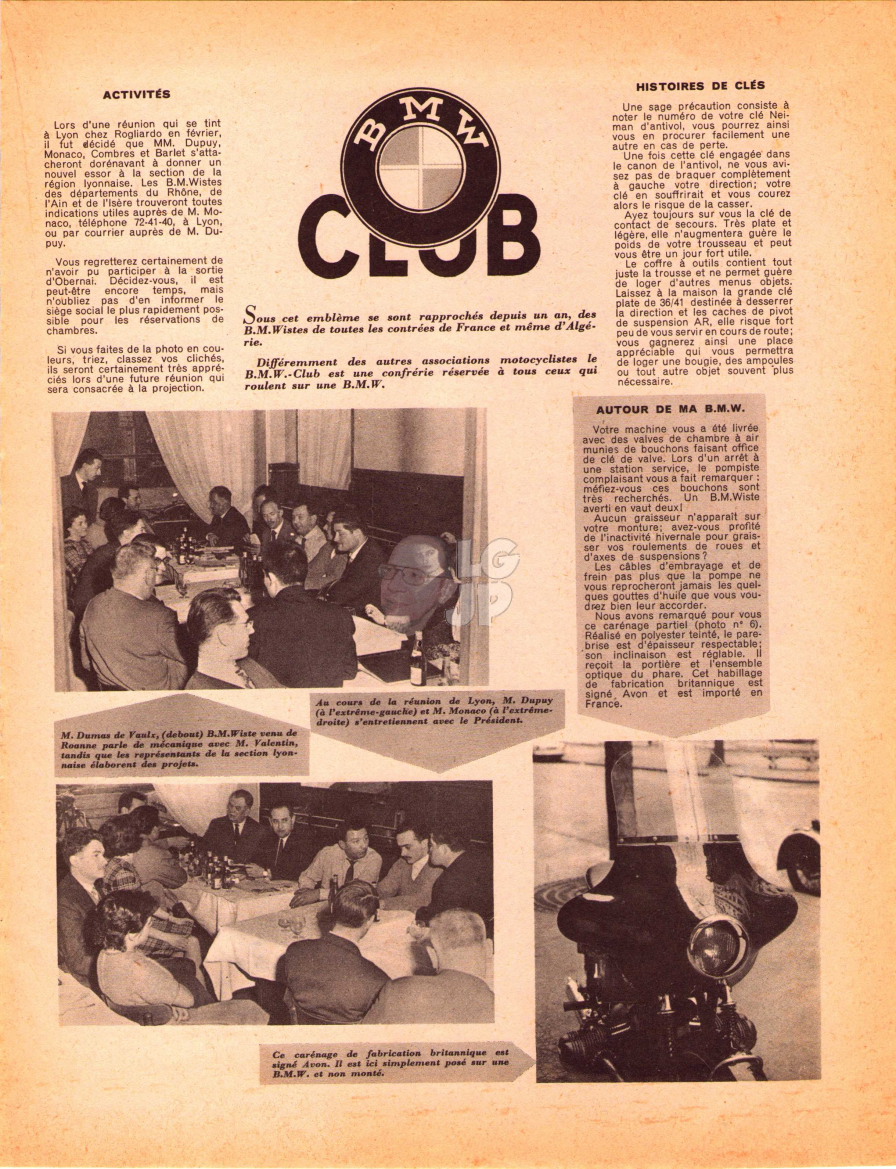 ACTIVITÉS
Lors d'une réunion qui se tint
à Lyon chez Rogliardo en février,
il fut décidé que MM. Dupuy,
Monaco, Combres et Barlet s'atta-
cheront dorénavant à donner un
nouvel essor à la section de la
région lyonnaise. Les B.M.Wistes
des départements du Rhône, de
l'Ain et de l'Isère trouveront toutes
indications utiles auprès de M. Mo-
naco, téléphone 72-41-40, à Lyon,
ou par courrier auprès de M. Du-
puy.
Vous regretterez certainement de
n'avoir pu participer à la sortie
d'Obernai. Décidez-vous, il est
peut-être encore temps, mais
n'oubliez pas d'en informer le
siège social le plus rapidement pos-
sible pour les réservations de
chambres.
Si vous faites de la photo en cou-
leurs, triez, classez vos clichés,
ils seront certainement très appré-
ciés lors d'une future réunion qui
sera consacrée à la projection.
BMW
CLUB
Sous cet emblème se sont rapprochés depuis un an, des
B.M.Wistes de toutes les contrées de France et même d'Algé-
rie.
Différemment des autres associations motocyclistes le
B.M.W.-Club est une confrérie réservée à tous ceux qui
roulent sur une B.M.W.
HISTOIRES DE CLÉS
Une sage précaution consiste à
noter le numéro de votre clé Nei-
man d'antivol, vous pourrez ainsi
vous en procurer facilement une
autre en cas de perte.
Une fois cette clé engagée dans
le canon de l'antivol, ne vous avi-
sez pas de braquer complètement
à gauche votre direction; votre
clé en souffrirait et vous courez
alors le risque de la casser.
Ayez toujours sur vous la clé de
contact de secours. Très plate et
légère, elle n'augmentera guère le
poids de votre trousseau et peut
vous être un jour fort utile.
Le coffre à outils contient tout
juste la trousse et ne permet guère
de loger d'autres menus objets.
Laissez à la maison la grande clé
plate de 36/41 destinée à desserrer
la direction et les caches de pivot
de suspension AR, elle risque fort
peu de vous servir en cours de route;
vous gagnerez ainsi une place
appréciable qui vous permettra
de loger une bougie, des ampoules
ou tout autre objet souvent plus
nécessaire.
AUTOUR DE MA B.M.W.
Votre machine vous a été livrée
avec des valves de chambre à air
munies de bouchons faisant office
de clé de valve. Lors d'un arrêt à
une station service, le pompiste
complaisant vous a fait remarquer :
méfiez-vous ces bouchons sont
très recherchés. Un B.M.Wiste
averti en vaut deux!
Aucun graisseur n'apparaît sur
votre monture; avez-vous profité
de l'inactivité hivernale pour grais-
ser vos roulements de roues et
d'axes de suspensions?
Les câbles d'embrayage et de
frein pas plus que la pompe ne
vous reprocheront jamais les quel-
ques gouttes d'huile que vous vou-
drez bien leur accorder.
Nous avons remarqué pour vous
ce carénage partiel (photo n° 6).
Réalisé en polyester teinté, le pare-
brise est d'épaisseur respectable;
son inclinaison est réglable. Il
reçoit la portière et l'ensemble
optique du phare. Cet habillage
de fabrication britannique est
signé Avon et est importé en
France.
LG
JP
Au cours de la réunion de Lyon, M. Dupuy
(à l'extrême-gauche) et M. Monaco (à l'extrême-
droite) s'entretiennent avec le Président.
M. Dumas de Vaulx, (debout) B.M.Wiste venu de
Roanne parle de mécanique avec M. Valentin,
tandis que les représentants de la section lyon-
naise élaborent des projets.
Ce carénage de fabrication britannique est
signé Avon. Il est ici simplement posé sur une
B.M.W. et non monté.